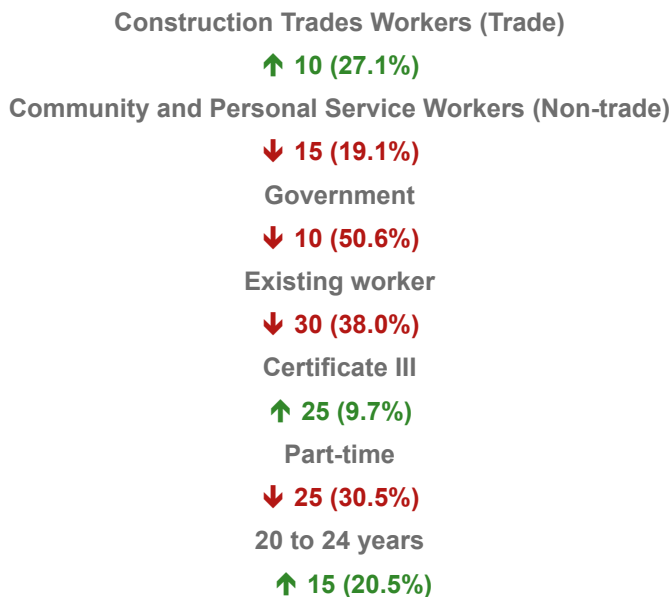 Construction Trades Workers (Trade)
↑ 10 (27.1%)
Community and Personal Service Workers (Non-trade)
↓ 15 (19.1%)
Government
↓ 10 (50.6%)
Existing worker
↓ 30 (38.0%)
Certificate III
↑ 25 (9.7%)
Part-time
↓ 25 (30.5%)
20 to 24 years
↑ 15 (20.5%)